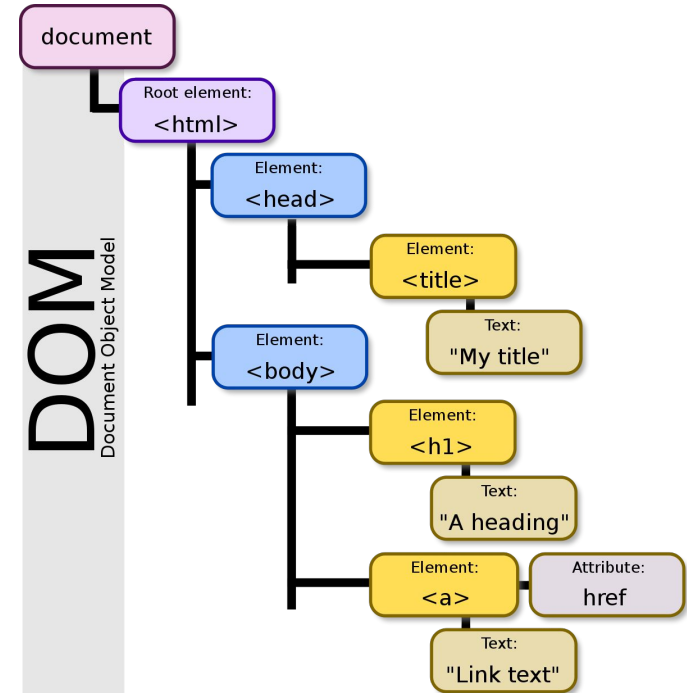 document
Root element:
<html>
Element:
<head>
Element:
<title>
Text:
"My title"
Element:
<body>
Element:
<h1>
Text:
"A heading"
Element:
<a>
Attribute:
href
Text:
"Link text"
DOM
Document Object Model